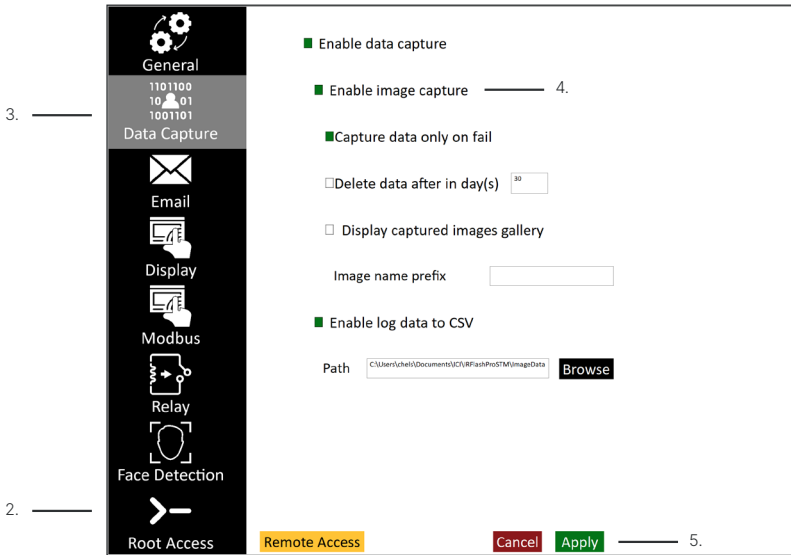 General
3.
1101100
10 01
1001101
Data Capture
Email
Display
Modbus
Relay
Face Detection
2.
Root Access
Enable data capture
Enable image capture 4.
Capture data only on fail
Delete data after in day(s) 30
Display captured images gallery
Image name prefix
Enable log data to CSV
Path C:\Users\chels\Documents\ICI\IRFlashProSTM\ImageData Browse
Remote Access Cancel Apply 5.